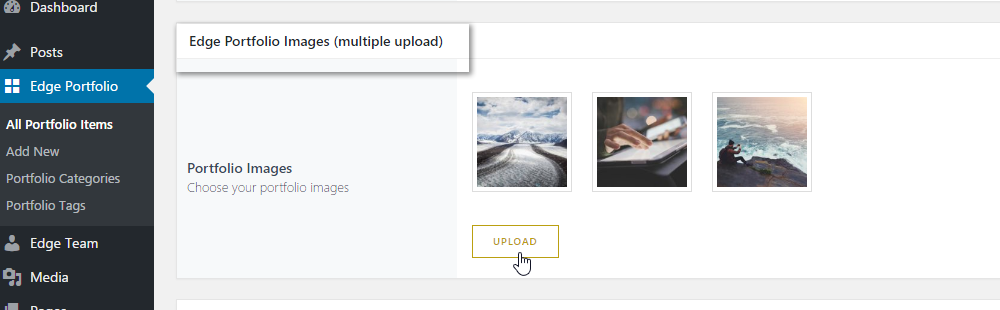 Dashboard
Posts
Edge Portfolio
All Portfolio Items
Add New
Portfolio Categories
Portfolio Tags
Edge Team
Media
Pages
Edge Portfolio Images (multiple upload)
Portfolio Images
Choose your portfolio images
UPLOAD